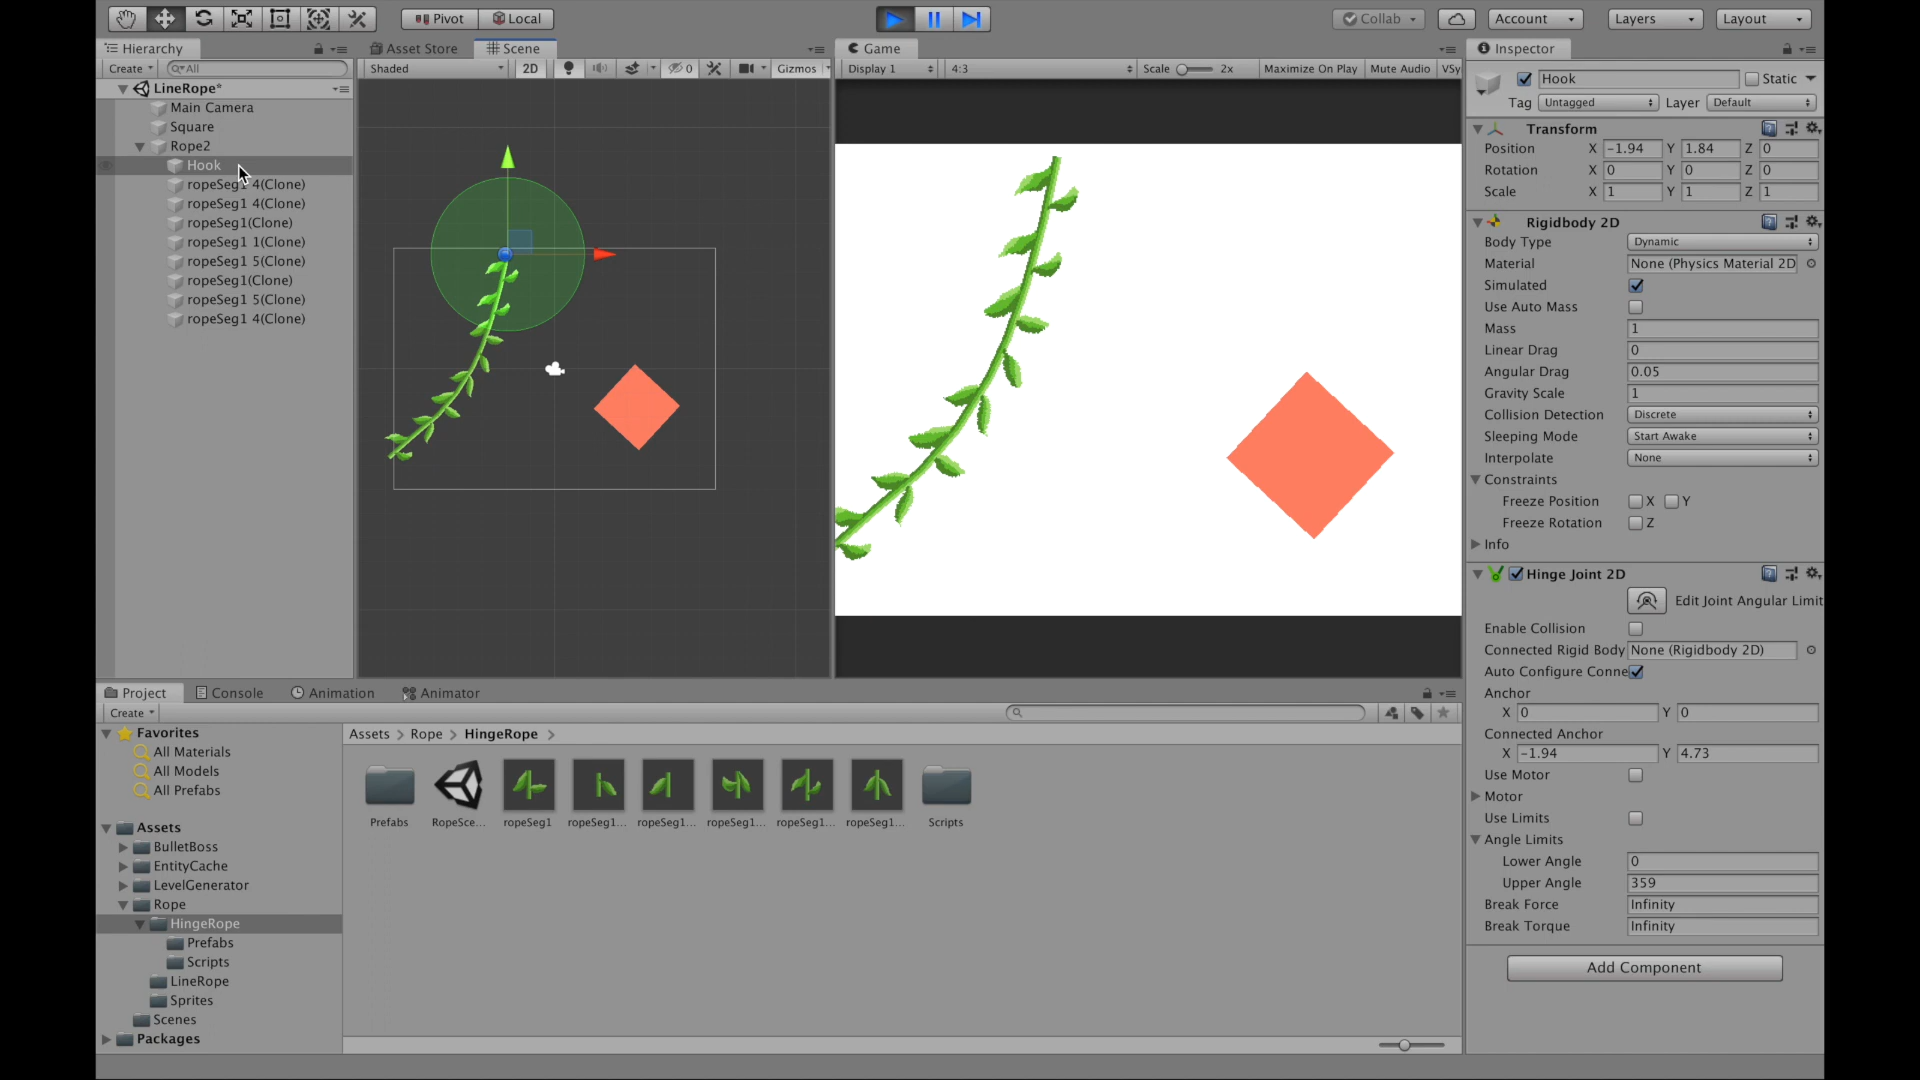 Pivot
Local
Collab
Account
Layers
Layout
Hierarchy
Asset Store
Scene
Game
Inspector
Create
All
Shaded
2D
0
Gizmos
Display 1
4:3
Scale
2x
Maximize On Play
Mute Audio
VSy
Hook
Static
Tag
Untagged
Layer
Default
LineRope*
Main Camera
Square
Rope2
Hook
ropeSeg1 4(Clone)
ropeSeg1 4(Clone)
ropeSeg1(Clone)
ropeSeg1 1(Clone)
ropeSeg1 5(Clone)
ropeSeg1(Clone)
ropeSeg1 5(Clone)
ropeSeg1 4(Clone)
Transform
Position X -1.94 Y 1.84 Z 0
Rotation X 0 Y 0 Z 0
Scale X 1 Y 1 Z 1
Rigidbody 2D
Body Type Dynamic
Material None (Physics Material 2D
Simulated
Use Auto Mass
Mass 1
Linear Drag 0
Angular Drag 0.05
Gravity Scale 1
Collision Detection Discrete
Sleeping Mode Start Awake
Interpolate None
Constraints
Freeze Position X Y
Freeze Rotation Z
Info
Hinge Joint 2D
Edit Joint Angular Limit
Enable Collision
Connected Rigid Body None (Rigidbody 2D)
Auto Configure Conne
Anchor
X 0 Y 0
Connected Anchor
X -1.94 Y 4.73
Use Motor
Motor
Use Limits
Angle Limits
Lower Angle 0
Upper Angle 359
Break Force Infinity
Break Torque Infinity
Add Component
Project
Console
Animation
Animator
Create
Favorites
All Materials
All Models
All Prefabs
Assets
BulletBoss
EntityCache
LevelGenerator
Rope
HingeRope
Prefabs
Scripts
LineRope
Sprites
Scenes
Packages
Assets > Rope > HingeRope >
Prefabs
RopeSce...
ropeSeg1
ropeSeg1...
ropeSeg1...
ropeSeg1...
ropeSeg1...
ropeSeg1...
Scripts